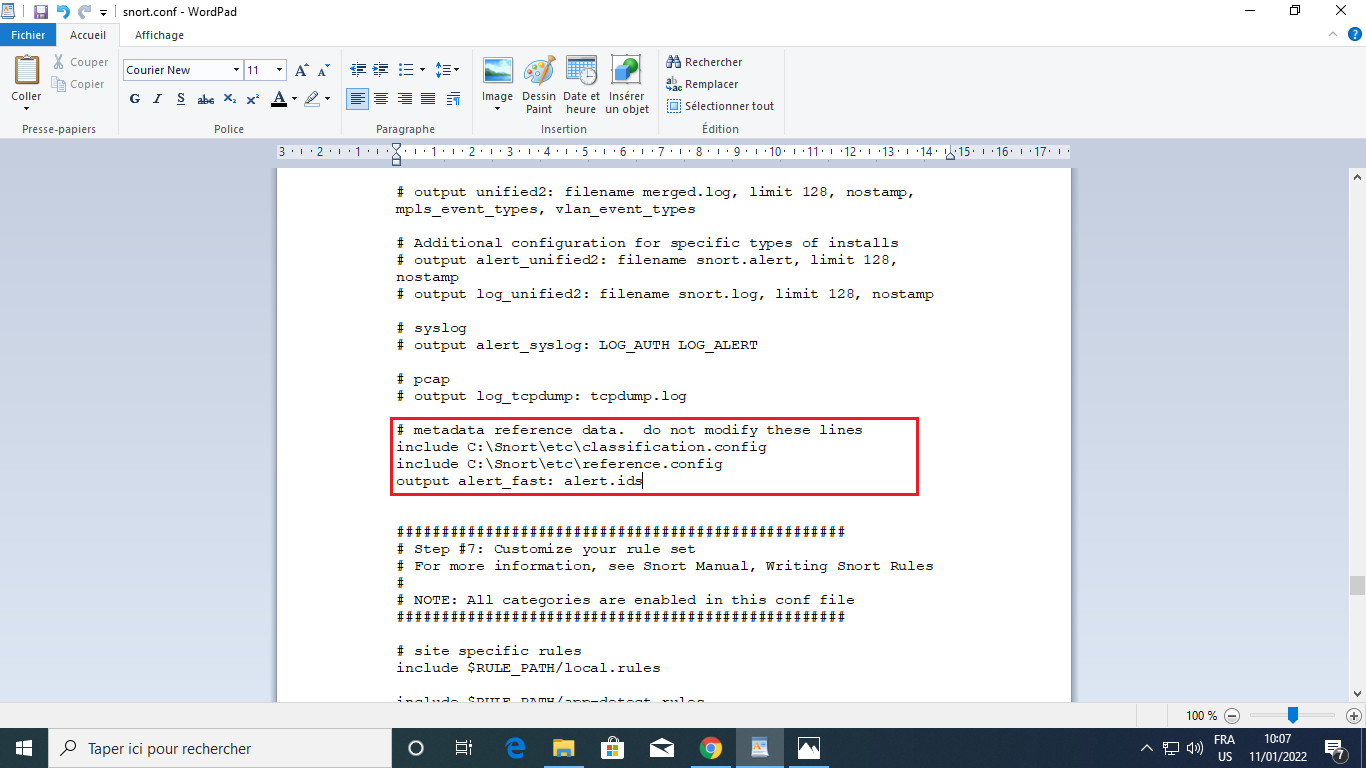 snort.conf - WordPad
Fichier Accueil Affichage
Coller
Couper
Copier
Presse-papiers
Courier New 11
G I S abc X₂ X² A
Police
Paragraphe
Image
Dessin Paint
Date et heure
Insérer un objet
Insertion
Rechercher
Remplacer
Sélectionner tout
Édition
3 2 1 1 2 3 4 5 6 7 8 9 10 11 12 13 14 15 16 17
# output unified2: filename merged.log, limit 128, nostamp,
mpls_event_types, vlan_event_types
# Additional configuration for specific types of installs
# output alert_unified2: filename snort.alert, limit 128,
nostamp
# output log_unified2: filename snort.log, limit 128, nostamp
# syslog
# output alert_syslog: LOG_AUTH LOG_ALERT
# pcap
# output log_tcpdump: tcpdump.log
# metadata reference data.  do not modify these lines
include C:\Snort\etc\classification.config
include C:\Snort\etc\reference.config
output alert_fast: alert.ids
###################################################
# Step #7: Customize your rule set
# For more information, see Snort Manual, Writing Snort Rules
#
# NOTE: All categories are enabled in this conf file
###################################################
# site specific rules
include $RULE_PATH/local.rules
include $RULE_PATH/app-detect.rules
100 %
Taper ici pour rechercher
FRA
US
10:07
11/01/2022
7